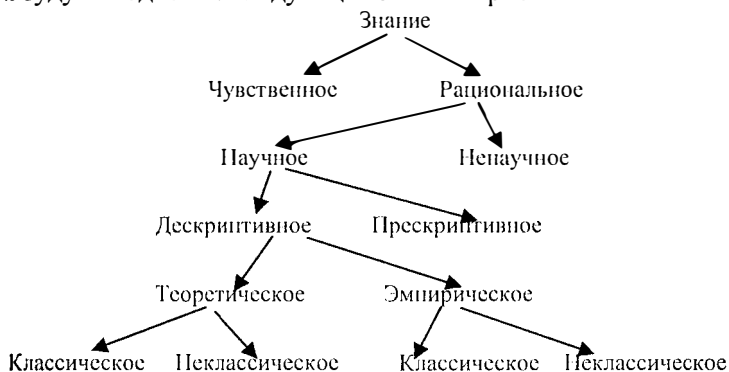 Знание
Чувственное Рациональное
Научное Ненаучное
Дескриптивное Прескриптивное
Теоретическое Эмпирическое
Классическое Неклассическое Классическое Неклассическое